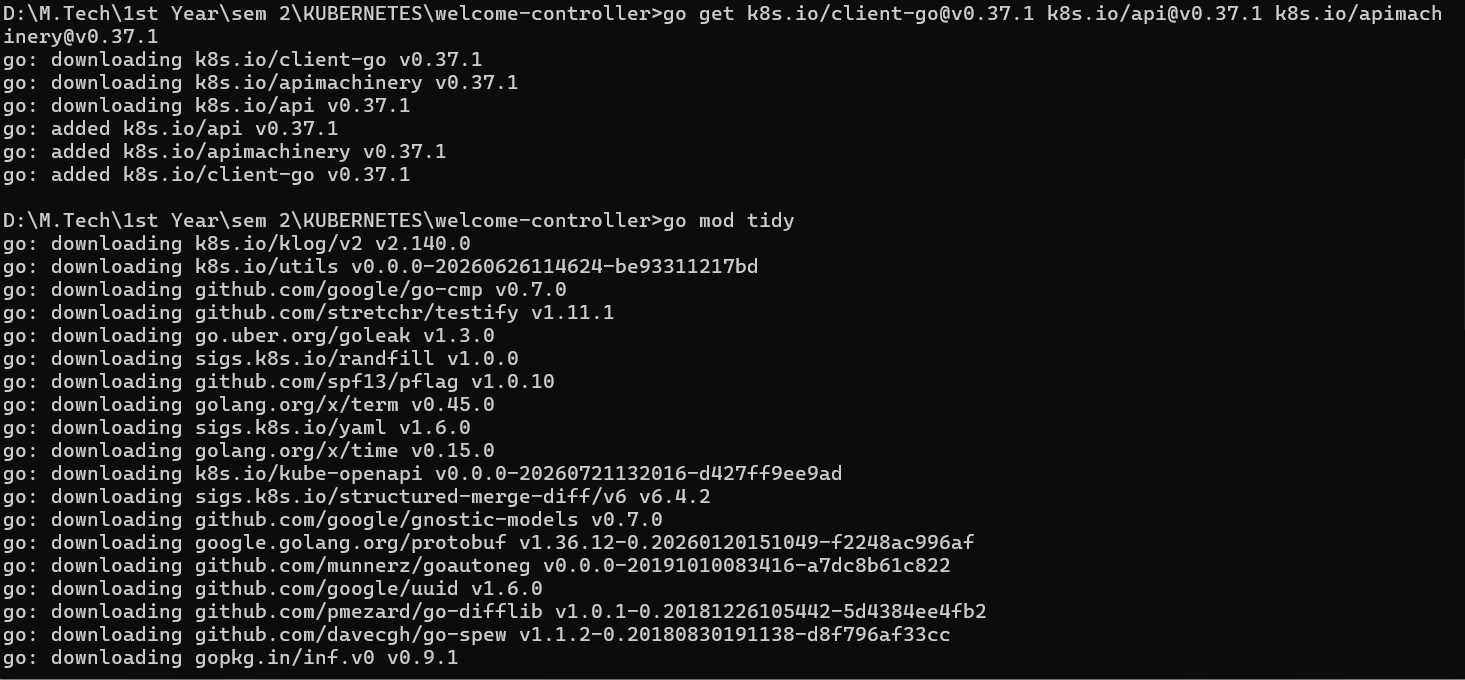 D:\M.Tech\1st Year\sem 2\KUBERNETES\welcome-controller>go get k8s.io/client-go@v0.37.1 k8s.io/api@v0.37.1 k8s.io/apimach
inery@v0.37.1
go: downloading k8s.io/client-go v0.37.1
go: downloading k8s.io/apimachinery v0.37.1
go: downloading k8s.io/api v0.37.1
go: added k8s.io/api v0.37.1
go: added k8s.io/apimachinery v0.37.1
go: added k8s.io/client-go v0.37.1
D:\M.Tech\1st Year\sem 2\KUBERNETES\welcome-controller>go mod tidy
go: downloading k8s.io/klog/v2 v2.140.0
go: downloading k8s.io/utils v0.0.0-20260626114624-be93311217bd
go: downloading github.com/google/go-cmp v0.7.0
go: downloading github.com/stretchr/testify v1.11.1
go: downloading go.uber.org/goleak v1.3.0
go: downloading sigs.k8s.io/randfill v1.0.0
go: downloading github.com/spf13/pflag v1.0.10
go: downloading golang.org/x/term v0.45.0
go: downloading sigs.k8s.io/yaml v1.6.0
go: downloading golang.org/x/time v0.15.0
go: downloading k8s.io/kube-openapi v0.0.0-20260721132016-d427ff9ee9ad
go: downloading sigs.k8s.io/structured-merge-diff/v6 v6.4.2
go: downloading github.com/google/gnostic-models v0.7.0
go: downloading google.golang.org/protobuf v1.36.12-0.20260120151049-f2248ac996af
go: downloading github.com/munnerz/goautoneg v0.0.0-20191010083416-a7dc8b61c822
go: downloading github.com/google/uuid v1.6.0
go: downloading github.com/pmezard/go-difflib v1.0.1-0.20181226105442-5d4384ee4fb2
go: downloading github.com/davecgh/go-spew v1.1.2-0.20180830191138-d8f796af33cc
go: downloading gopkg.in/inf.v0 v0.9.1